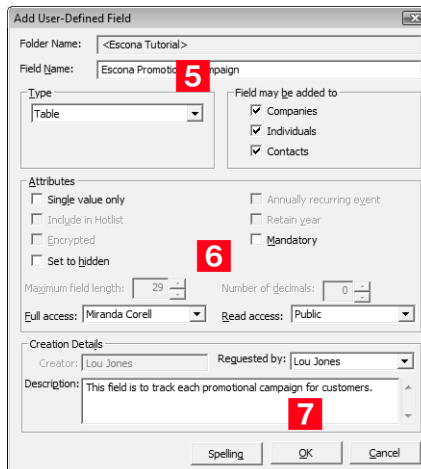 Add User-Defined Field
Folder Name: <Escona Tutorial>
Field Name: Escona Promotio mpaign
5
Type
Field may be added to
Table
Companies
Individuals
Contacts
Attributes
Single value only
Annually recurring event
Include in Hotlist
Retain year
Encrypted
Mandatory
Set to hidden
6
Maximum field length: 29
Number of decimals: 0
Full access: Miranda Corell
Read access: Public
Creation Details
Creator: Lou Jones
Requested by: Lou Jones
Description: This field is to track each promotional campaign for customers.
7
Spelling
OK
Cancel